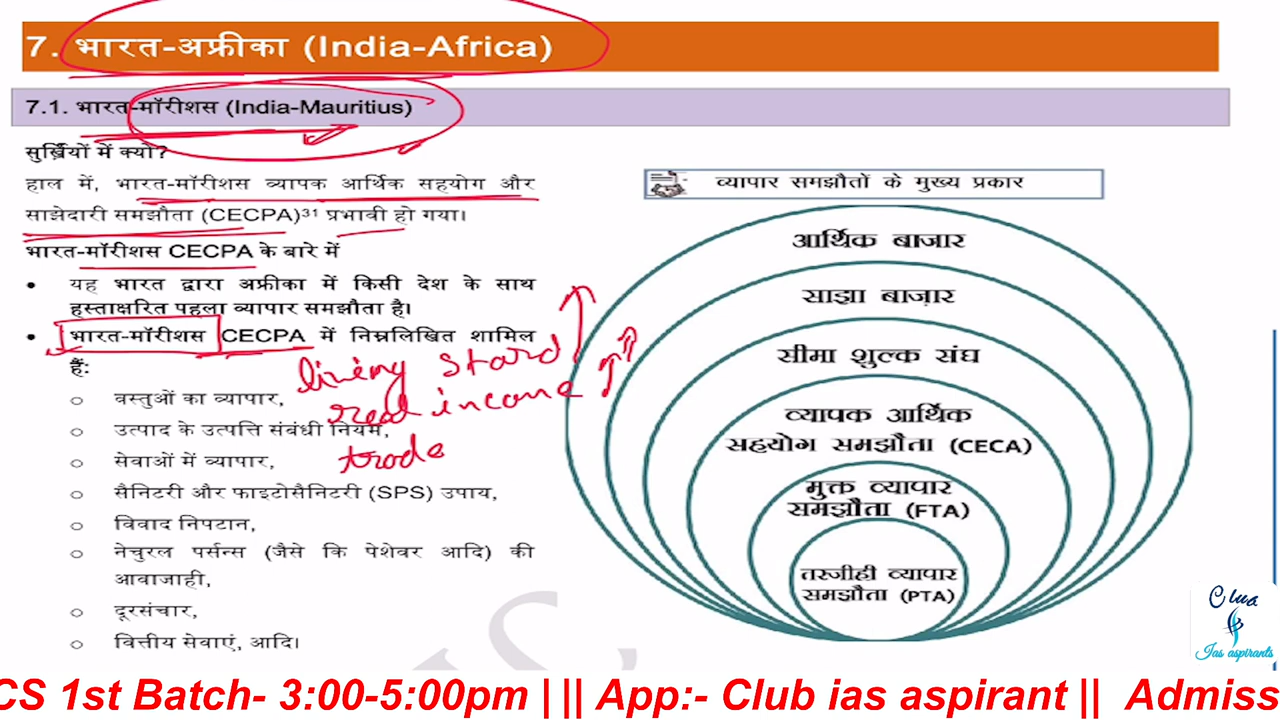 7. भारत-अफ्रीका (India-Africa)
7.1. भारत-मॉरीशस (India-Mauritius)
सुर्ख़ियों में क्यों?
हाल में, भारत-मॉरीशस व्यापक आर्थिक सहयोग और
साझेदारी समझौता (CECPA)³¹ प्रभावी हो गया।
भारत-मॉरीशस CECPA के बारे में
• यह भारत द्वारा अफ्रीका में किसी देश के साथ
हस्ताक्षरित पहला व्यापार समझौता है।
• भारत-मॉरीशस CECPA में निम्नलिखित शामिल
हैं:
○ वस्तुओं का व्यापार,
○ उत्पाद के उत्पत्ति संबंधी नियम,
○ सेवाओं में व्यापार,
○ सैनिटरी और फाइटोसैनिटरी (SPS) उपाय,
○ विवाद निपटान,
○ नेचुरल पर्सन्स (जैसे कि पेशेवर आदि) की
आवाजाही,
○ दूरसंचार,
○ वित्तीय सेवाएं, आदि।
living stand
real income
trade
व्यापार समझौतों के मुख्य प्रकार
आर्थिक बाजार
साझा बाज़ार
सीमा शुल्क संघ
व्यापक आर्थिक
सहयोग समझौता (CECA)
मुक्त व्यापार
समझौता (FTA)
तरजीही व्यापार
समझौता (PTA)
Club
Ias aspirants
CS 1st Batch- 3:00-5:00pm | || App:- Club ias aspirant || Admiss